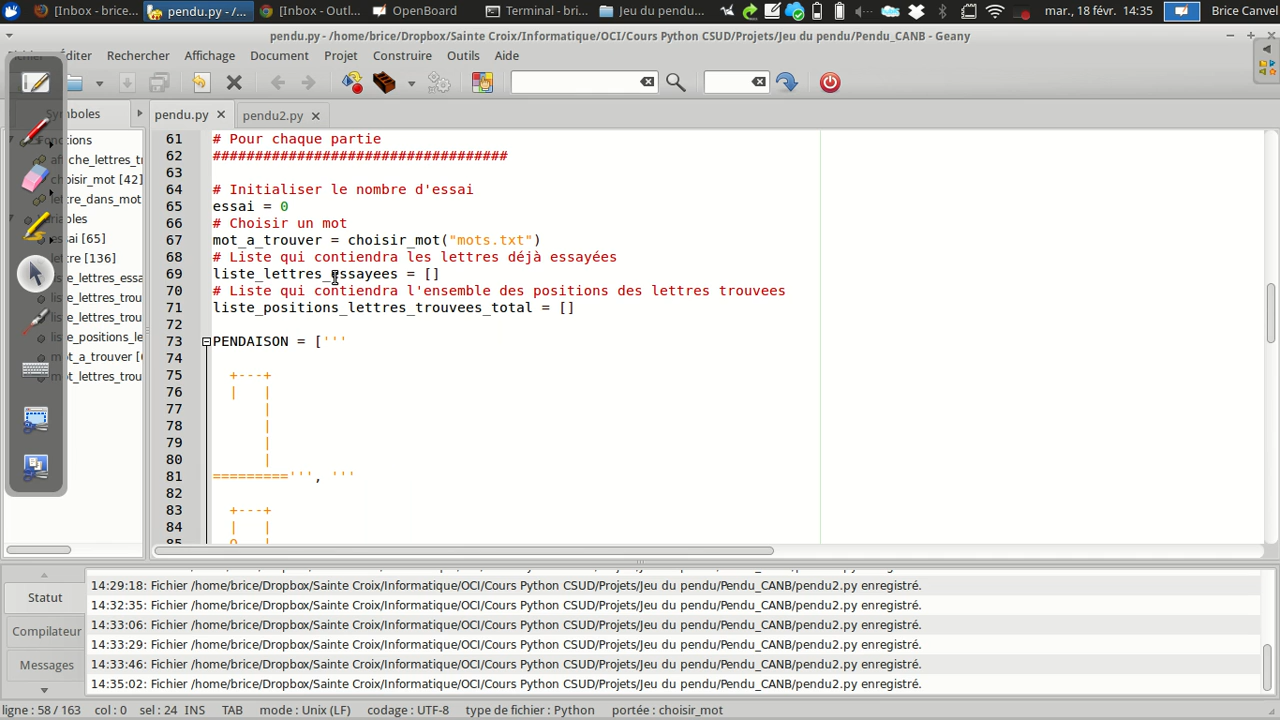 [Inbox - brice...
pendu.py - /...
[Inbox - Outl...
OpenBoard
Terminal - bri...
Jeu du pendu...
mar., 18 févr. 14:35
Brice Canvel
pendu.py - /home/brice/Dropbox/Sainte Croix/Informatique/OCI/Cours Python CSUD/Projets/Jeu du pendu/Pendu_CANB - Geany
Rechercher Affichage Document Projet Construire Outils Aide
Symboles
pendu.py pendu2.py
affiche_lettres_tr
choisir_mot [42]
dans_mot
essai [65]
lettre [136]
liste_lettres_essa
liste_lettres_trou
liste_positions_le
mot_a_trouver [
mot_lettres_trou
61 # Pour chaque partie
62 ###################################
63
64 # Initialiser le nombre d'essai
65 essai = 0
66 # Choisir un mot
67 mot_a_trouver = choisir_mot("mots.txt")
68 # Liste qui contiendra les lettres déjà essayées
69 liste_lettres_essayees = []
70 # Liste qui contiendra l'ensemble des positions des lettres trouvees
71 liste_positions_lettres_trouvees_total = []
72
73 PENDAISON = ['''
74
75   +---+
76   |   |
77       |
78       |
79       |
80       |
81 =========''', '''
82
83   +---+
84   |   |
85   O   |
Statut
Compilateur
Messages
14:29:18: Fichier /home/brice/Dropbox/Sainte Croix/Informatique/OCI/Cours Python CSUD/Projets/Jeu du pendu/Pendu_CANB/pendu2.py enregistré.
14:32:35: Fichier /home/brice/Dropbox/Sainte Croix/Informatique/OCI/Cours Python CSUD/Projets/Jeu du pendu/Pendu_CANB/pendu2.py enregistré.
14:33:06: Fichier /home/brice/Dropbox/Sainte Croix/Informatique/OCI/Cours Python CSUD/Projets/Jeu du pendu/Pendu_CANB/pendu2.py enregistré.
14:33:29: Fichier /home/brice/Dropbox/Sainte Croix/Informatique/OCI/Cours Python CSUD/Projets/Jeu du pendu/Pendu_CANB/pendu2.py enregistré.
14:33:46: Fichier /home/brice/Dropbox/Sainte Croix/Informatique/OCI/Cours Python CSUD/Projets/Jeu du pendu/Pendu_CANB/pendu2.py enregistré.
14:35:02: Fichier /home/brice/Dropbox/Sainte Croix/Informatique/OCI/Cours Python CSUD/Projets/Jeu du pendu/Pendu_CANB/pendu2.py enregistré.
ligne : 58 / 163 col : 0 sel : 24 INS TAB mode : Unix (LF) codage : UTF-8 type de fichier : Python portée : choisir_mot